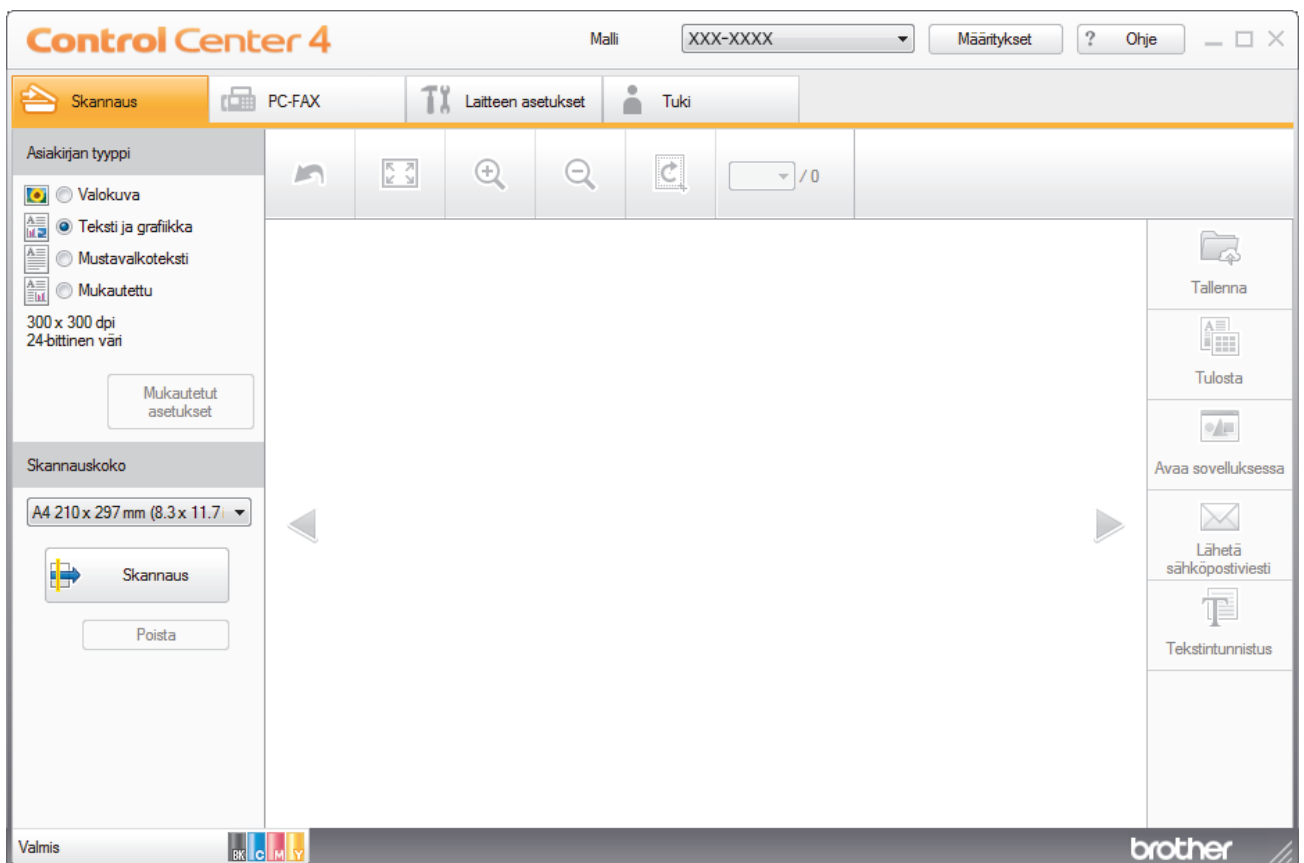 Control Center 4
Malli
XXX-XXXX
Määritykset
? Ohje
Skannaus
PC-FAX
Laitteen asetukset
Tuki
Asiakirjan tyyppi
/ 0
Valokuva
Teksti ja grafiikka
Mustavalkoteksti
Mukautettu
300 x 300 dpi
24-bittinen väri
Mukautetut
asetukset
Skannauskoko
A4 210 x 297 mm (8.3 x 11.7
Skannaus
Poista
Tallenna
Tulosta
Avaa sovelluksessa
Lähetä
sähköpostiviesti
Tekstintunnistus
Valmis
BK C M Y
brother